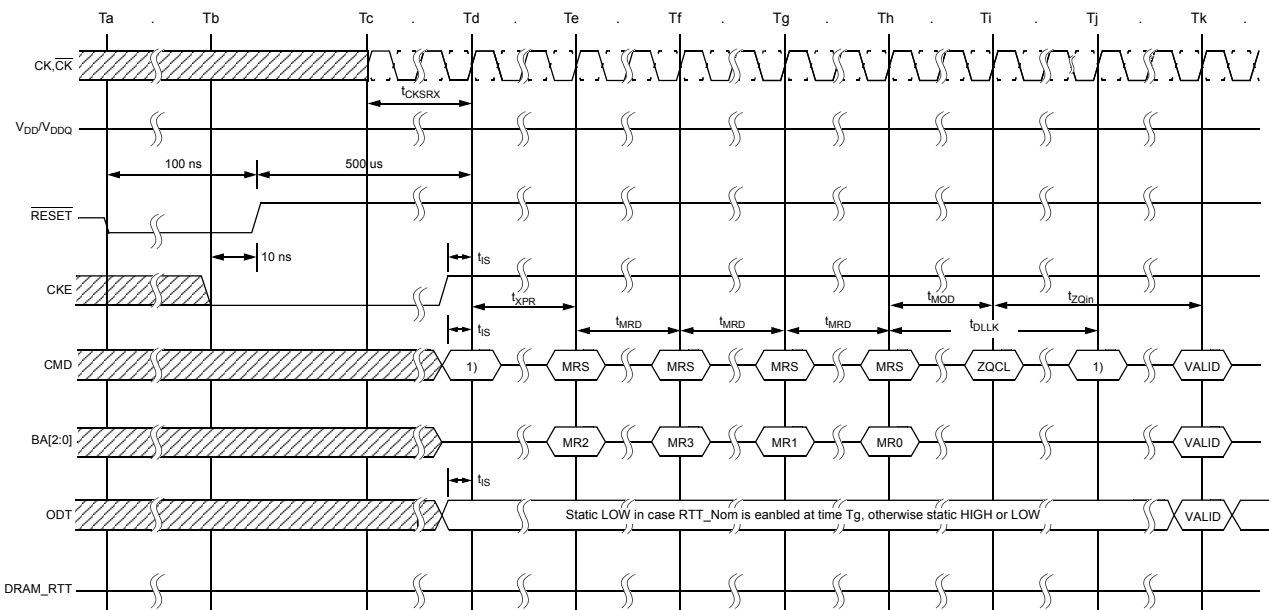 Ta . Tb . Tc . Td . Te . Tf . Tg . Th . Ti . Tj . Tk .
CK,CK
tCKSRX
VDD/VDDQ
100 ns 500 us
RESET
10 ns tIS
CKE
tXPR tMOD tZQin
tIS tMRD tMRD tMRD tDLLK
CMD 1) MRS MRS MRS MRS ZQCL 1) VALID
BA[2:0] MR2 MR3 MR1 MR0 VALID
tIS
ODT Static LOW in case RTT_Nom is eanbled at time Tg, otherwise static HIGH or LOW VALID
DRAM_RTT